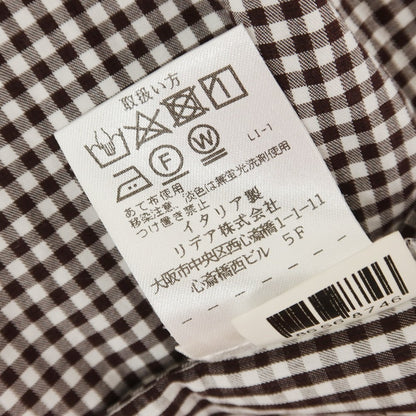 取扱い方
F W
L1-1
あて布使用
移染注意、淡色は無蛍光洗剤使用
つけ置き禁止
イタリア製
リデア株式会社
大阪市中央区西心斎橋1-1-11
心斎橋西ビル 5F